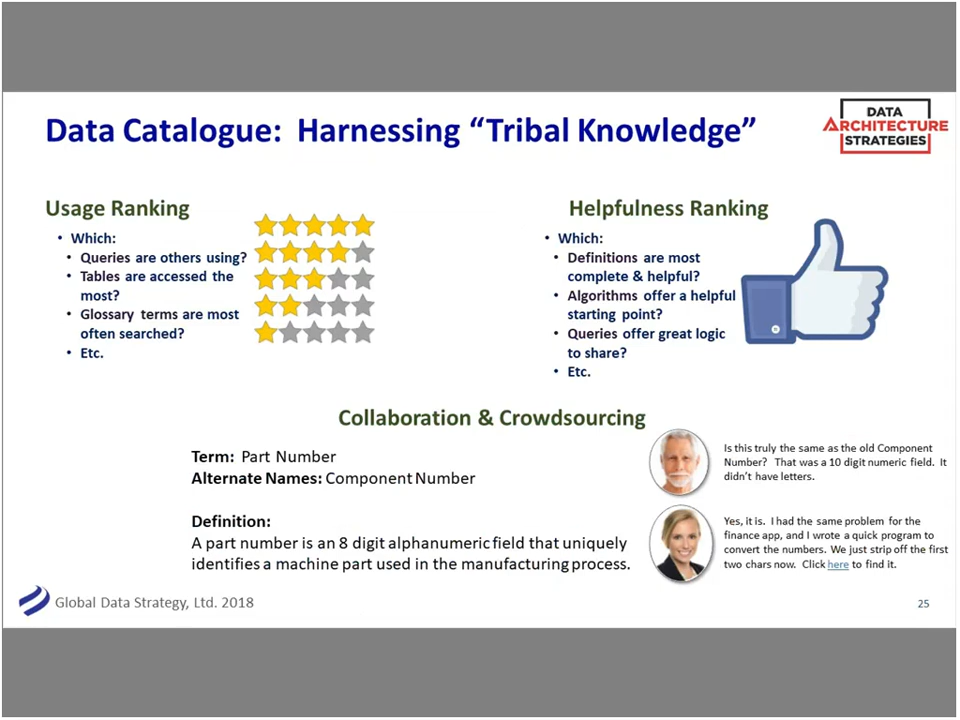 Data Catalogue: Harnessing “Tribal Knowledge”
DATA
ARCHITECTURE
STRATEGIES
Usage Ranking
• Which:
• Queries are others using?
• Tables are accessed the
most?
• Glossary terms are most
often searched?
• Etc.
Helpfulness Ranking
• Which:
• Definitions are most
complete & helpful?
• Algorithms offer a helpful
starting point?
• Queries offer great logic
to share?
• Etc.
Collaboration & Crowdsourcing
Term: Part Number
Alternate Names: Component Number
Definition:
A part number is an 8 digit alphanumeric field that uniquely
identifies a machine part used in the manufacturing process.
Is this truly the same as the old Component
Number? That was a 10 digit numeric field. It
didn’t have letters.
Yes, it is. I had the same problem for the
finance app, and I wrote a quick program to
convert the numbers. We just strip off the first
two chars now. Click here to find it.
Global Data Strategy, Ltd. 2018
25